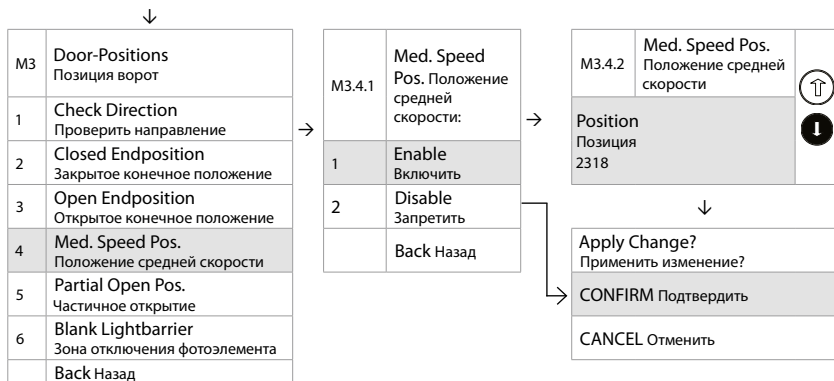 M3
Door-Positions
Позиция ворот
1
Check Direction
Проверить направление
2
Closed Endposition
Закрытое конечное положение
3
Open Endposition
Открытое конечное положение
4
Med. Speed Pos.
Положение средней скорости
5
Partial Open Pos.
Частичное открытие
6
Blank Lightbarrier
Зона отключения фотоэлемента
Back Назад
M3.4.1
Med. Speed
Pos. Положение
средней
скорости:
1
Enable
Включить
2
Disable
Запретить
Back Назад
M3.4.2
Med. Speed Pos.
Положение средней
скорости
Position
Позиция
2318
Apply Change?
Применить изменение?
CONFIRM Подтвердить
CANCEL Отменить